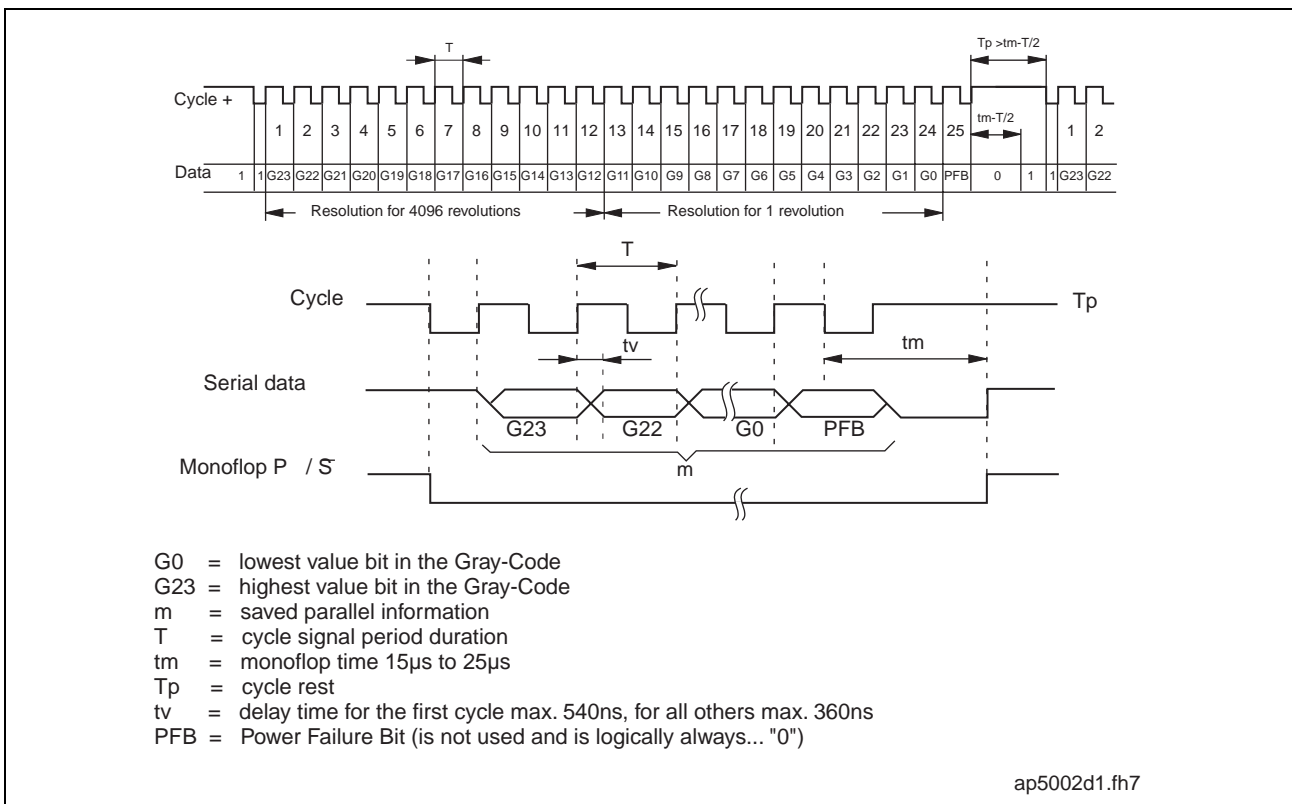 T
Tp >tm-T/2
Cycle +
1 2 3 4 5 6 7 8 9 10 11 12 13 14 15 16 17 18 19 20 21 22 23 24 25 tm-T/2 1 2
Data 1 1 G23 G22 G21 G20 G19 G18 G17 G16 G15 G14 G13 G12 G11 G10 G9 G8 G7 G6 G5 G4 G3 G2 G1 G0 PFB 0 1 1 G23 G22
Resolution for 4096 revolutions Resolution for 1 revolution
T
Cycle Tp
tv tm
Serial data
G23 G22 G0 PFB
Monoflop P / S̅ m
G0 = lowest value bit in the Gray-Code
G23 = highest value bit in the Gray-Code
m = saved parallel information
T = cycle signal period duration
tm = monoflop time 15µs to 25µs
Tp = cycle rest
tv = delay time for the first cycle max. 540ns, for all others max. 360ns
PFB = Power Failure Bit (is not used and is logically always... "0")
ap5002d1.fh7